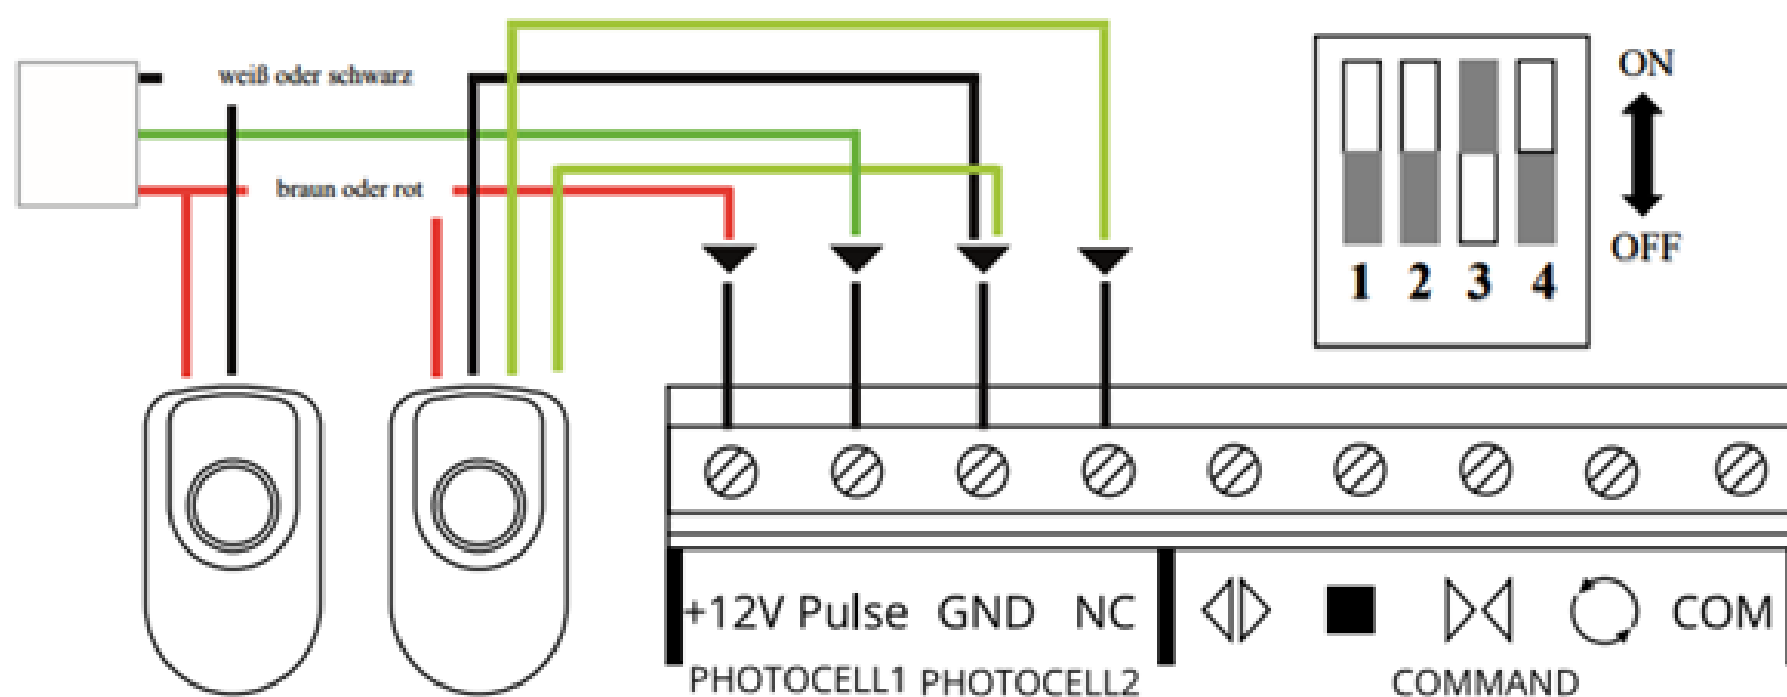 weiß oder schwarz
braun oder rot
ON
OFF
1 2 3 4
+12V Pulse GND NC COM
PHOTOCELL1 PHOTOCELL2 COMMAND